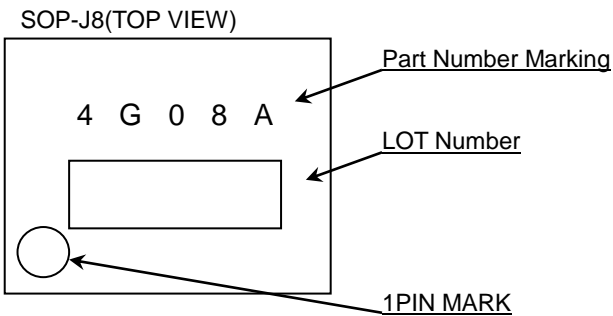 SOP-J8(TOP VIEW)
Part Number Marking
4 G 0 8 A
LOT Number
1PIN MARK